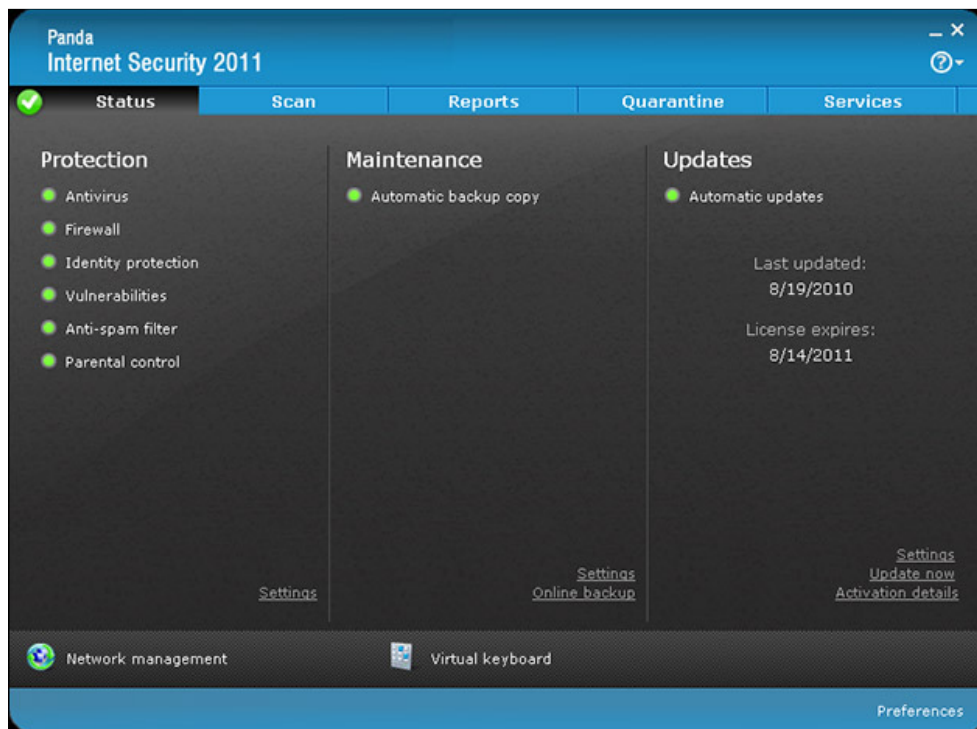 Panda
Internet Security 2011
Status
Scan
Reports
Quarantine
Services
Protection
Antivirus
Firewall
Identity protection
Vulnerabilities
Anti-spam filter
Parental control
Settings
Maintenance
Automatic backup copy
Settings
Online backup
Updates
Automatic updates
Last updated:
8/19/2010
License expires:
8/14/2011
Settings
Update now
Activation details
Network management
Virtual keyboard
Preferences